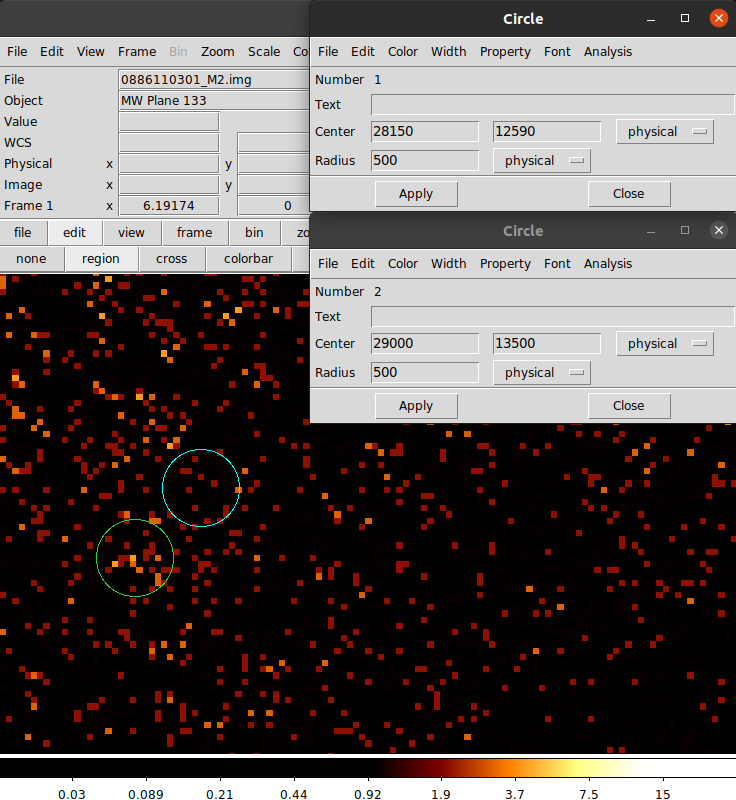 Circle
File Edit View Frame Bin Zoom Scale Co
File Edit Color Width Property Font Analysis
File 0886110301_M2.img
Number 1
Object MW Plane 133
Text
Value
Center 28150 12590 physical
WCS
Physical x y
Radius 500 physical
Image x y
Apply Close
Frame 1 x 6.19174 0
file edit view frame bin zo
Circle
none region cross colorbar
File Edit Color Width Property Font Analysis
Number 2
Text
Center 29000 13500 physical
Radius 500 physical
Apply Close
0.03 0.089 0.21 0.44 0.92 1.9 3.7 7.5 15